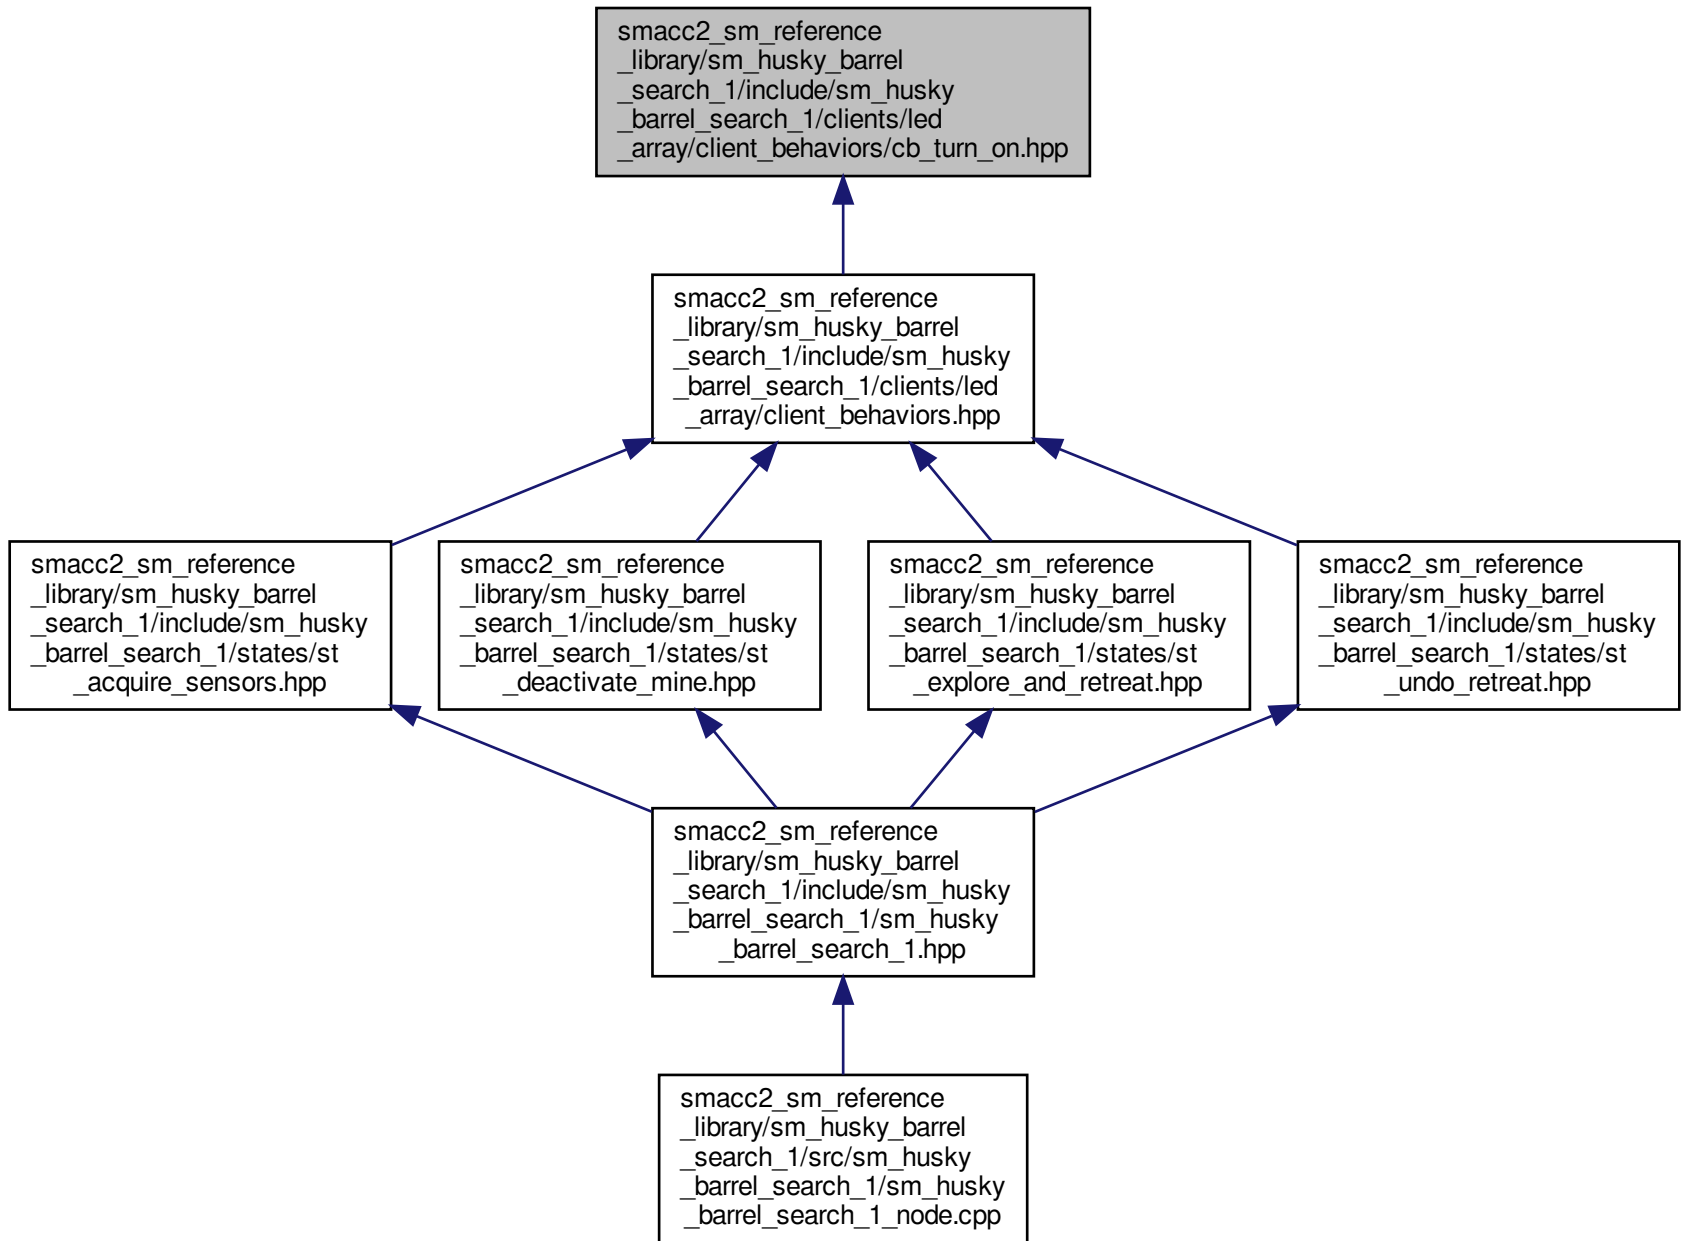 smacc2_sm_reference
_library/sm_husky_barrel
_search_1/include/sm_husky
_barrel_search_1/clients/led
_array/client_behaviors/cb_turn_on.hpp
smacc2_sm_reference
_library/sm_husky_barrel
_search_1/include/sm_husky
_barrel_search_1/clients/led
_array/client_behaviors.hpp
smacc2_sm_reference
_library/sm_husky_barrel
_search_1/include/sm_husky
_barrel_search_1/states/st
_acquire_sensors.hpp
smacc2_sm_reference
_library/sm_husky_barrel
_search_1/include/sm_husky
_barrel_search_1/states/st
_deactivate_mine.hpp
smacc2_sm_reference
_library/sm_husky_barrel
_search_1/include/sm_husky
_barrel_search_1/states/st
_explore_and_retreat.hpp
smacc2_sm_reference
_library/sm_husky_barrel
_search_1/include/sm_husky
_barrel_search_1/states/st
_undo_retreat.hpp
smacc2_sm_reference
_library/sm_husky_barrel
_search_1/include/sm_husky
_barrel_search_1/sm_husky
_barrel_search_1.hpp
smacc2_sm_reference
_library/sm_husky_barrel
_search_1/src/sm_husky
_barrel_search_1/sm_husky
_barrel_search_1_node.cpp